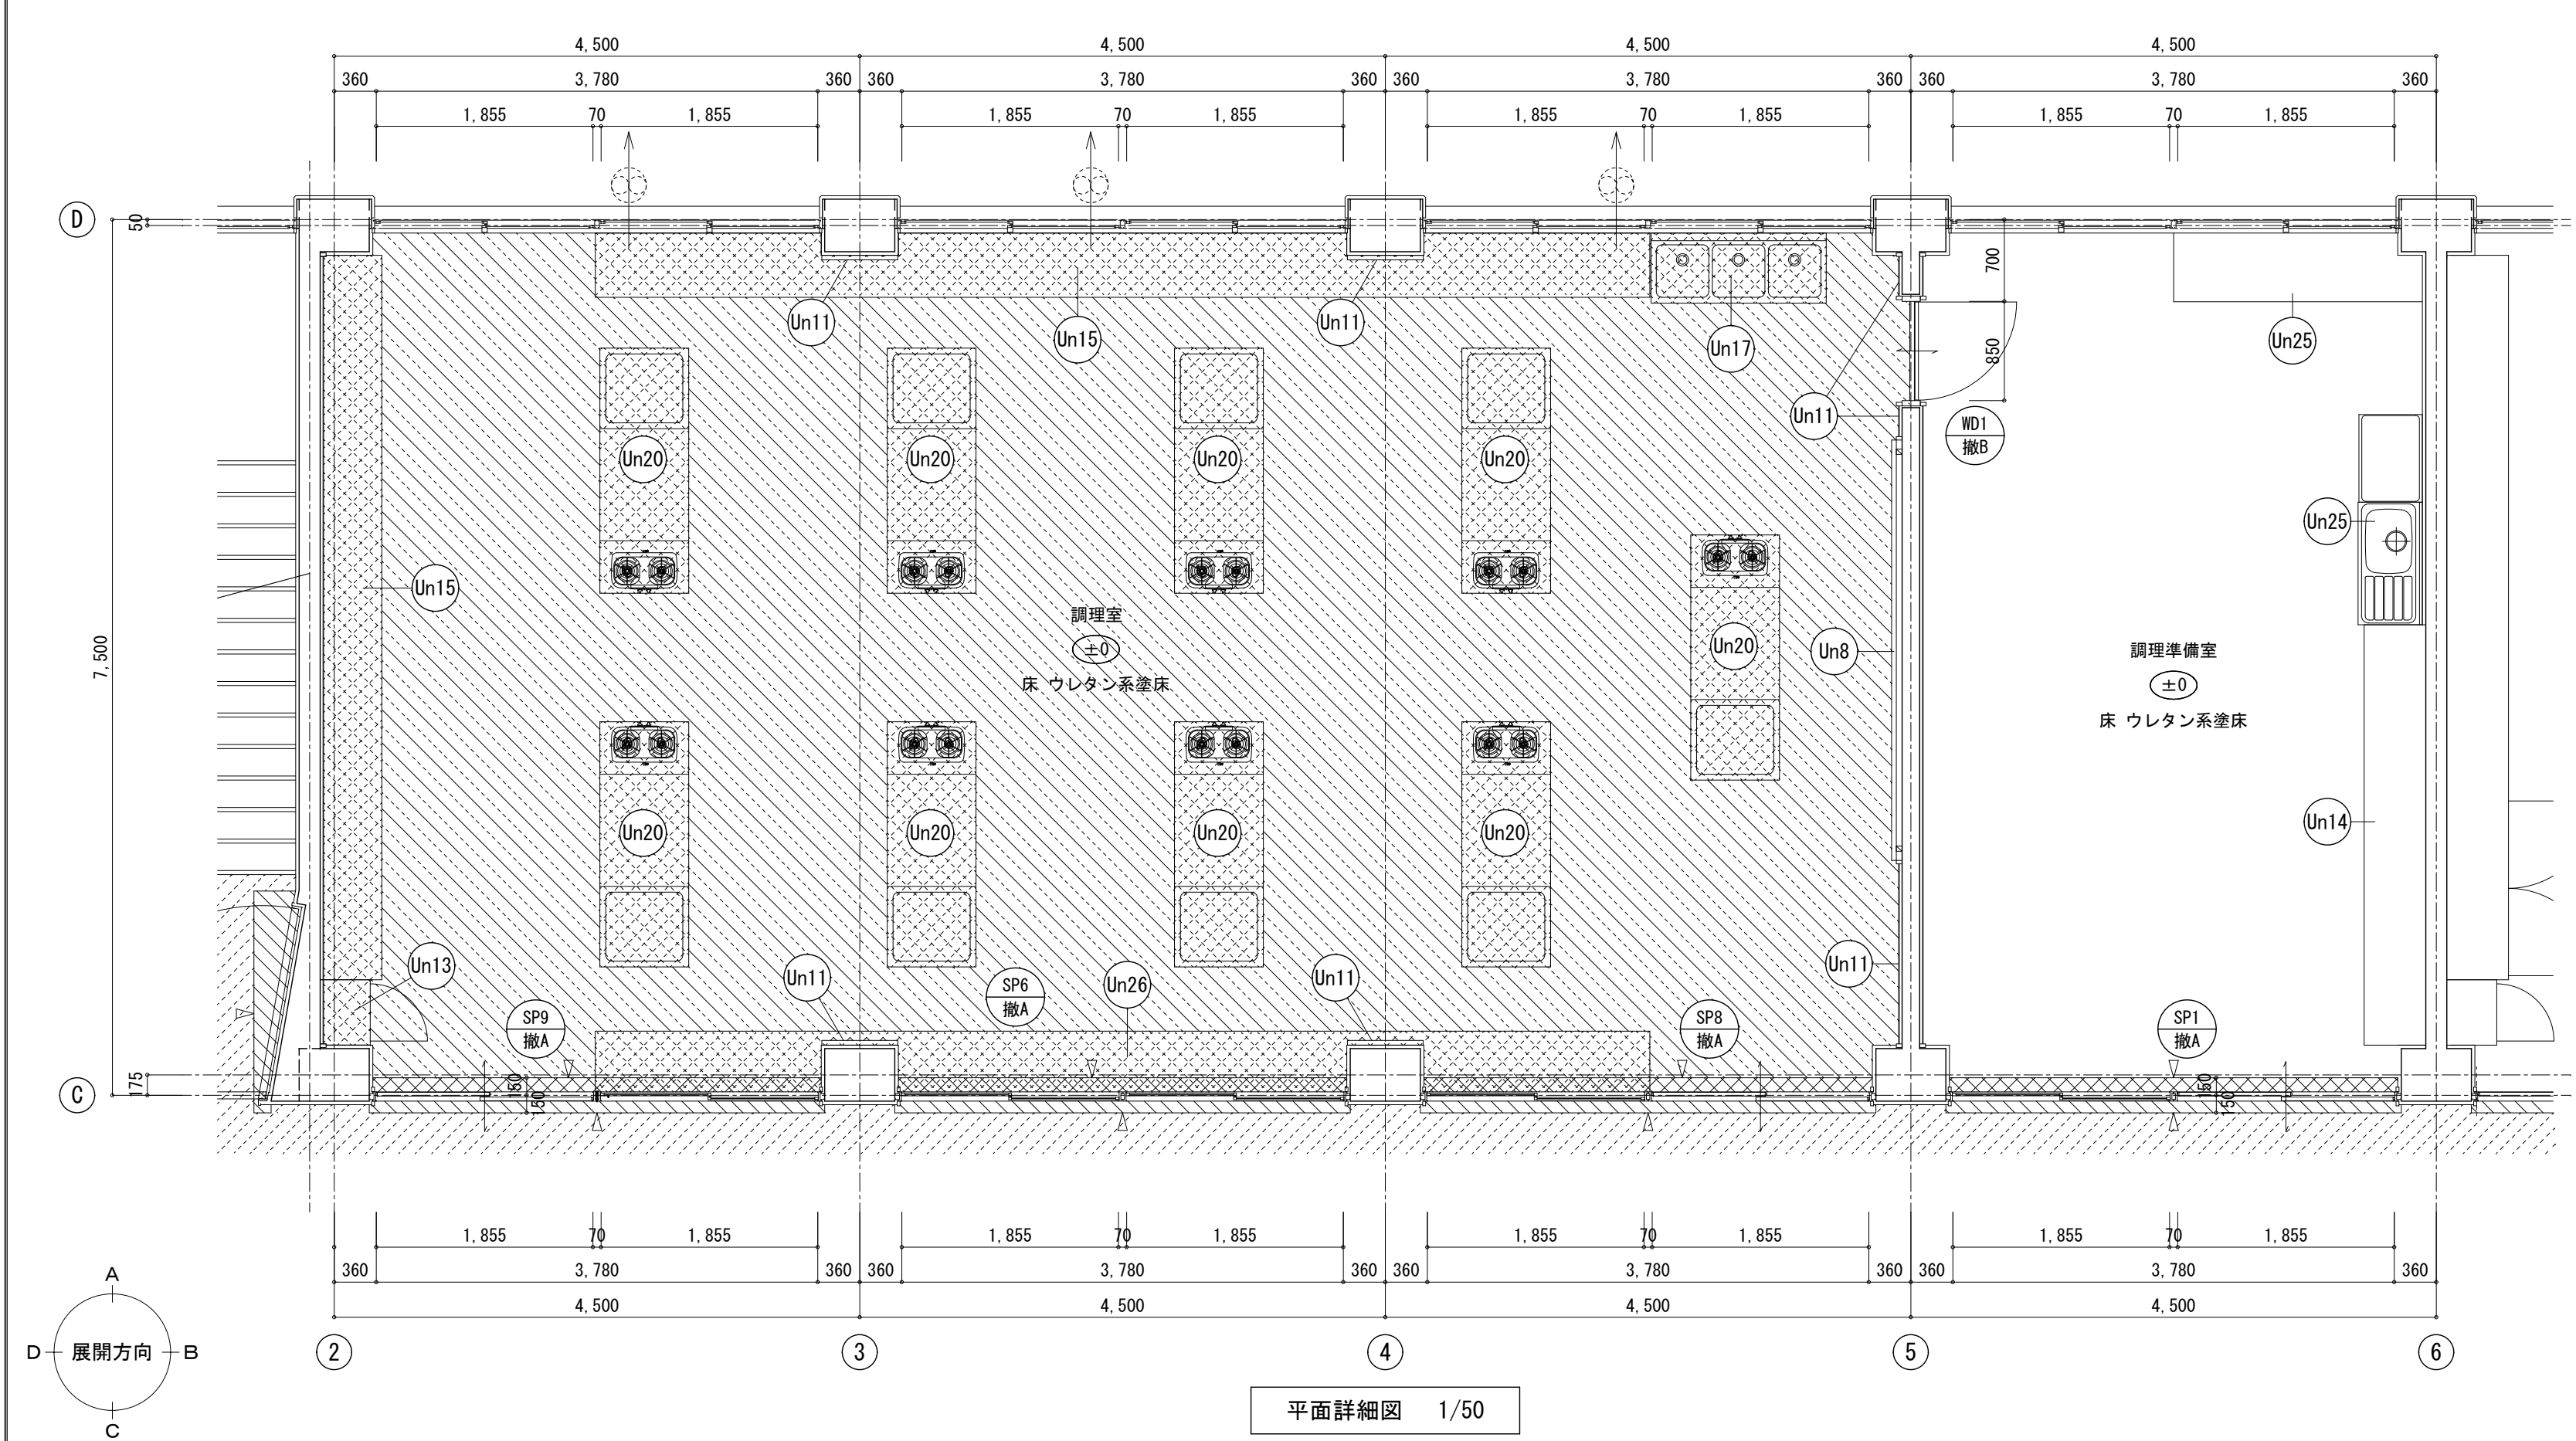 4,500 4,500 4,500 4,500
360 3,780 360 360 3,780 360 360 3,780 360 360 3,780 360
1,855 70 1,855 1,855 70 1,855 1,855 70 1,855 1,855 70 1,855
D
50
700
Un11
Un15
Un11
Un17
Un25
850
Un11
WD1
撤B
Un20
Un20
Un20
Un20
Un25
Un15
調理室
±0
床 ウレタン系塗床
Un20
Un8
調理準備室
±0
床 ウレタン系塗床
7,500
Un20
Un20
Un20
Un20
Un14
Un13
Un11
SP6
撤A
Un26
Un11
Un11
SP9
撤A
SP8
撤A
SP1
撤A
C
175
150
150
150
150
1,855 70 1,855 1,855 70 1,855 1,855 70 1,855 1,855 70 1,855
360 3,780 360 360 3,780 360 360 3,780 360 360 3,780 360
4,500 4,500 4,500 4,500
2 3 4 5 6
A
D 展開方向 B
C
平面詳細図 1/50